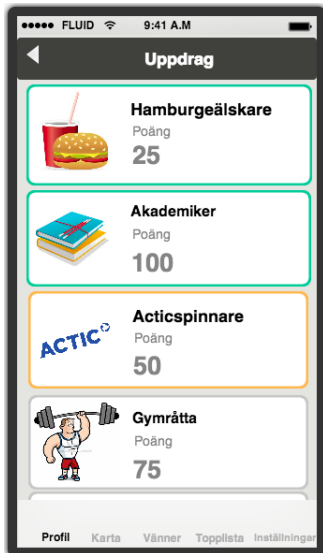 FLUID 9:41 A.M
Uppdrag
Hamburgeälskare
Poäng
25
Akademiker
Poäng
100
ACTIC
Acticspinnare
Poäng
50
Gymråtta
Poäng
75
Profil Karta Vänner Topplista Inställningar